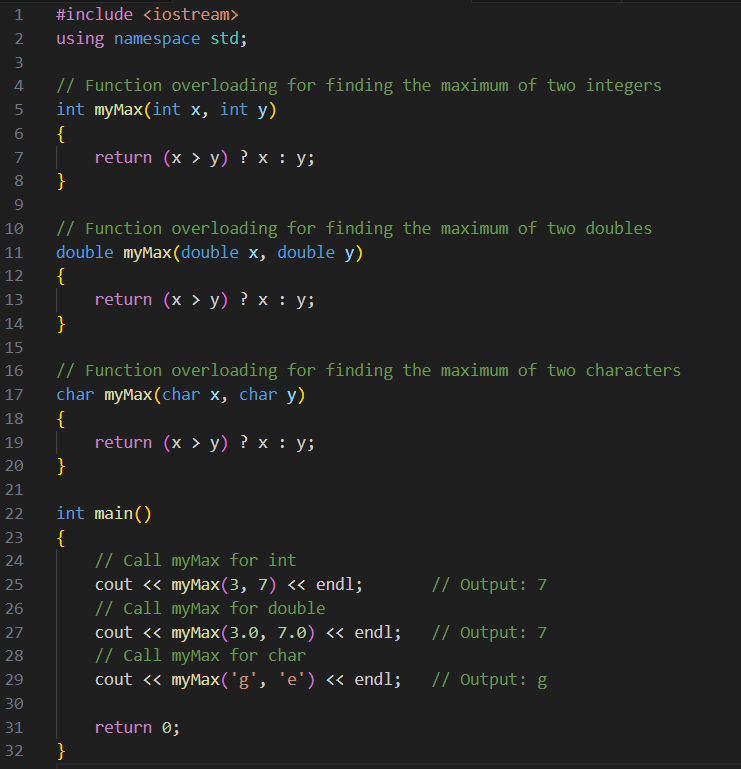 1 #include <iostream>
2 using namespace std;
3
4 // Function overloading for finding the maximum of two integers
5 int myMax(int x, int y)
6 {
7     return (x > y) ? x : y;
8 }
9
10 // Function overloading for finding the maximum of two doubles
11 double myMax(double x, double y)
12 {
13     return (x > y) ? x : y;
14 }
15
16 // Function overloading for finding the maximum of two characters
17 char myMax(char x, char y)
18 {
19     return (x > y) ? x : y;
20 }
21
22 int main()
23 {
24     // Call myMax for int
25     cout << myMax(3, 7) << endl;       // Output: 7
26     // Call myMax for double
27     cout << myMax(3.0, 7.0) << endl;   // Output: 7
28     // Call myMax for char
29     cout << myMax('g', 'e') << endl;   // Output: g
30
31     return 0;
32 }